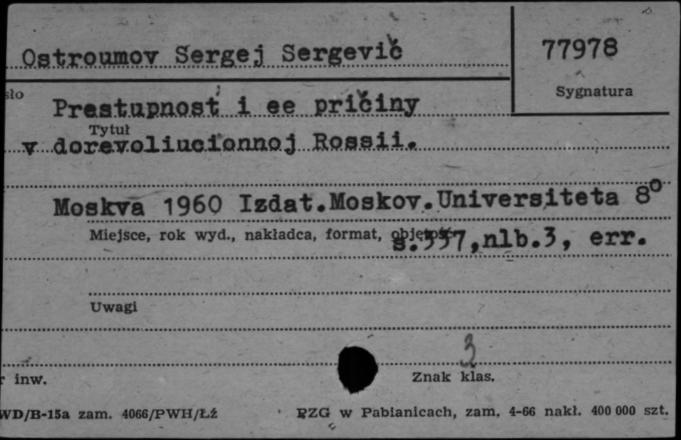 Ostroumov Sergej Sergevič 77978
Sygnatura
sło Prestupnost́ i ee pričiny
Tytuł
v dorevoliucionnoj Rossii.
Moskva 1960 Izdat.Moskov.Universiteta 8°
Miejsce, rok wyd., nakładca, format, objętość
s.337,nlb.3, err.
Uwagi
3
r inw. Znak klas.
WD/B-15a zam. 4066/PWH/Łź PZG w Pabianicach, zam. 4-66 nakł. 400 000 szt.